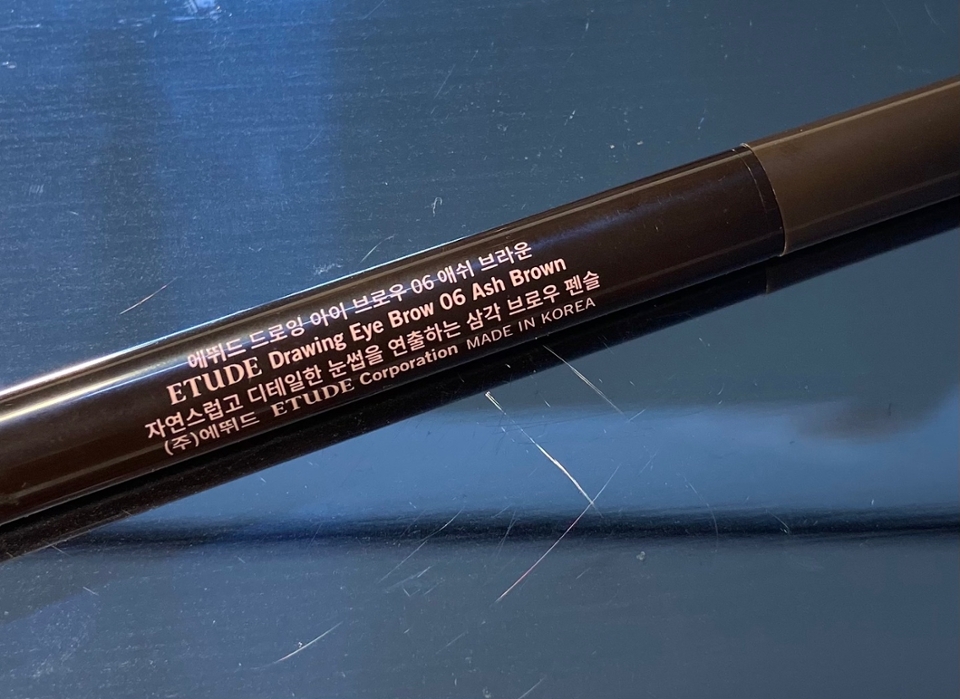 에뛰드 드로잉 아이 브로우 06 애쉬 브라운
ETUDE Drawing Eye Brow 06 Ash Brown
자연스럽고 디테일한 눈썹을 연출하는 삼각 브로우 펜슬
(주)에뛰드 ETUDE Corporation MADE IN KOREA